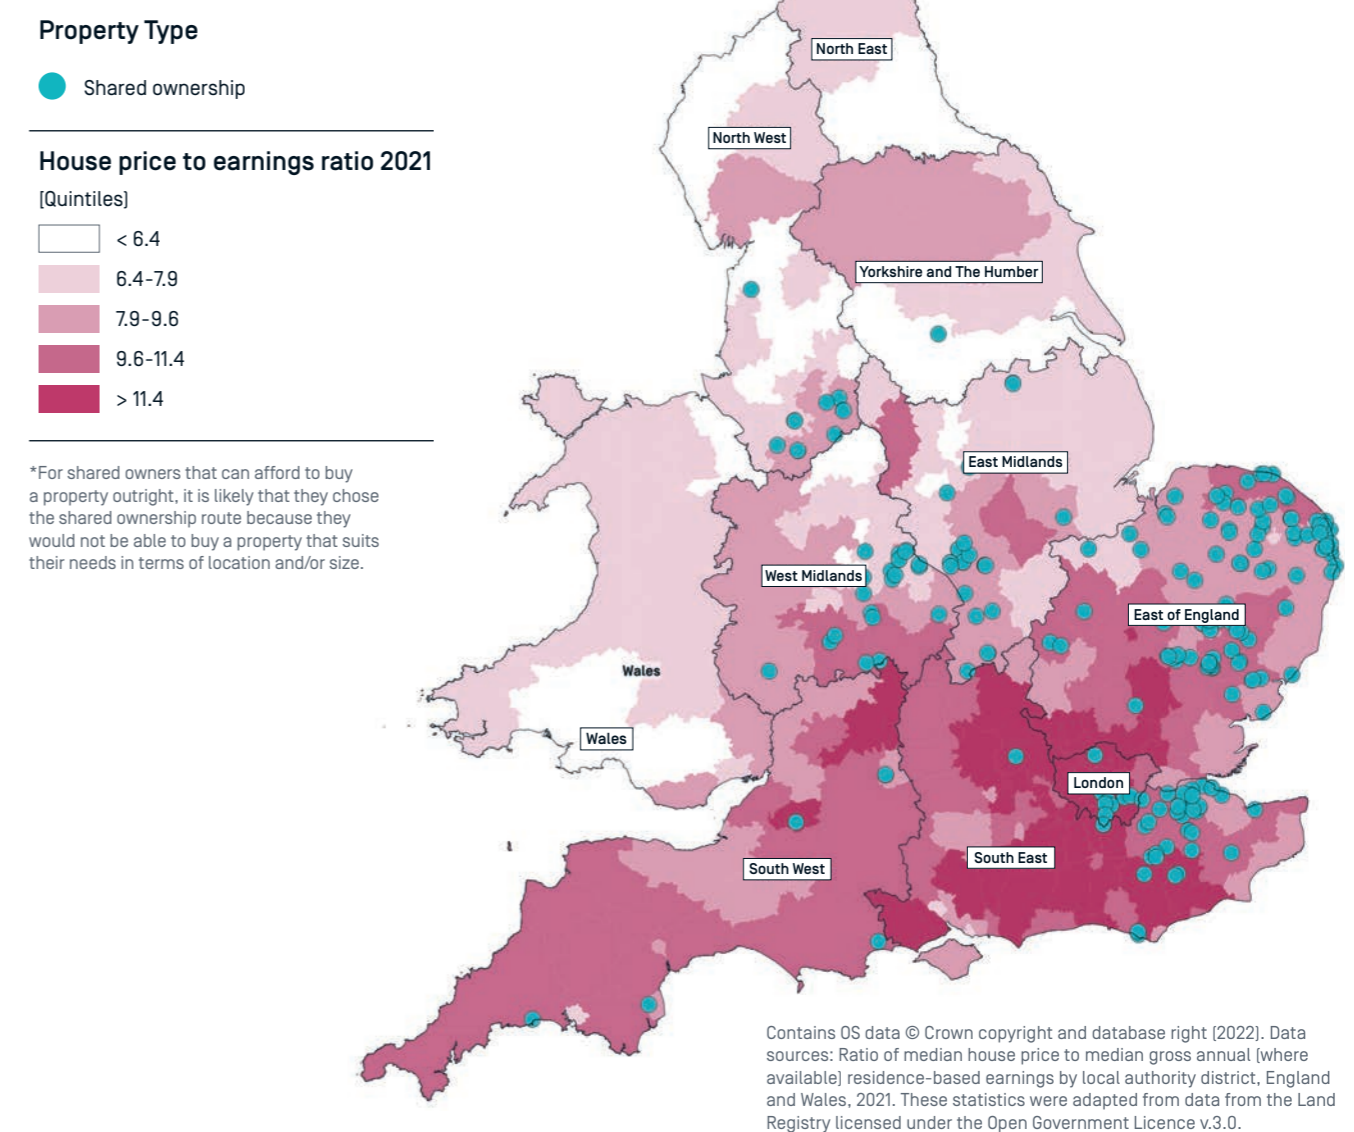 Property Type
Shared ownership
House price to earnings ratio 2021
(Quintiles)
< 6.4
6.4-7.9
7.9-9.6
9.6-11.4
> 11.4
*For shared owners that can afford to buy
a property outright, it is likely that they chose
the shared ownership route because they
would not be able to buy a property that suits
their needs in terms of location and/or size.
North East
North West
Yorkshire and The Humber
East Midlands
West Midlands
East of England
Wales
Wales
London
South East
South West
Contains OS data © Crown copyright and database right (2022). Data
sources: Ratio of median house price to median gross annual (where
available) residence-based earnings by local authority district, England
and Wales, 2021. These statistics were adapted from data from the Land
Registry licensed under the Open Government Licence v.3.0.